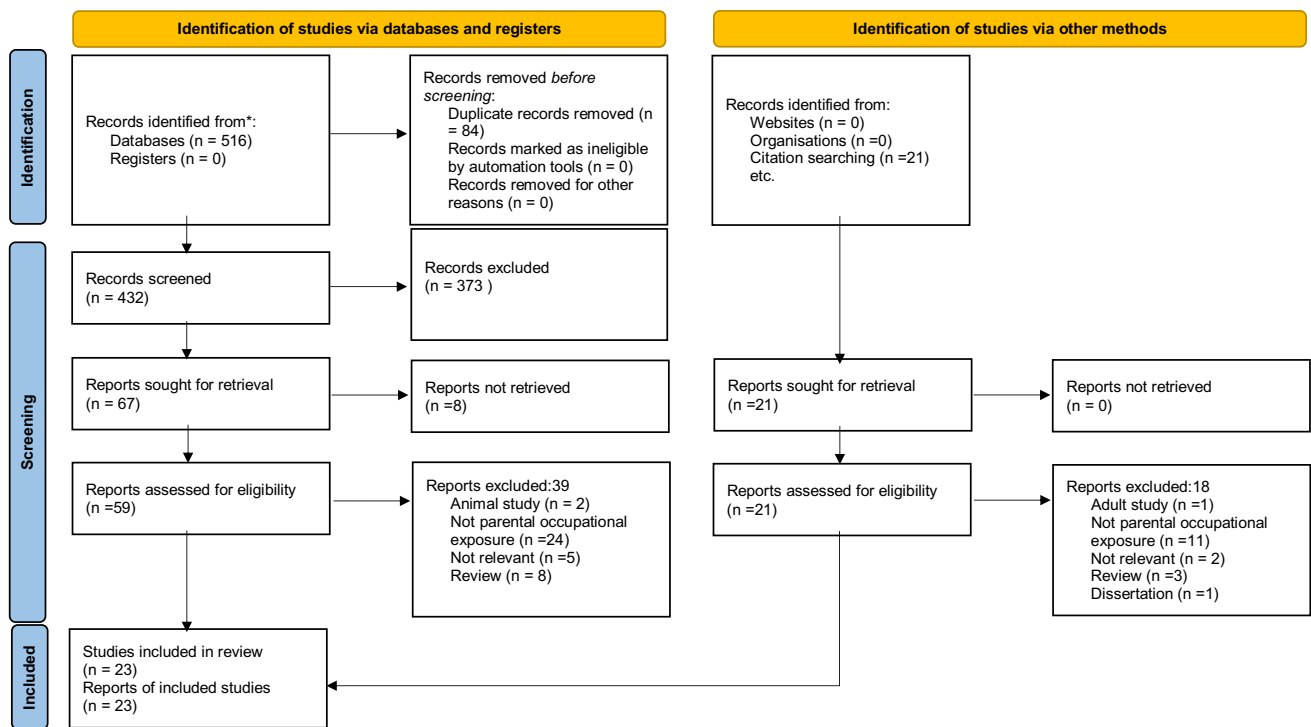 Identification of studies via databases and registers
Identification of studies via other methods
Identification
Records identified from*:
Databases (n = 516)
Registers (n = 0)
Records removed before
screening:
Duplicate records removed (n
= 84)
Records marked as ineligible
by automation tools (n = 0)
Records removed for other
reasons (n = 0)
Records identified from:
Websites (n = 0)
Organisations (n =0)
Citation searching (n =21)
etc.
Screening
Records screened
(n = 432)
Records excluded
(n = 373 )
Reports sought for retrieval
(n = 67)
Reports not retrieved
(n =8)
Reports sought for retrieval
(n =21)
Reports not retrieved
(n = 0)
Reports assessed for eligibility
(n =59)
Reports excluded:39
Animal study (n = 2)
Not parental occupational
exposure (n =24)
Not relevant (n =5)
Review (n = 8)
Reports assessed for eligibility
(n =21)
Reports excluded:18
Adult study (n =1)
Not parental occupational
exposure (n =11)
Not relevant (n = 2)
Review (n =3)
Dissertation (n =1)
Included
Studies included in review
(n = 23)
Reports of included studies
(n = 23)